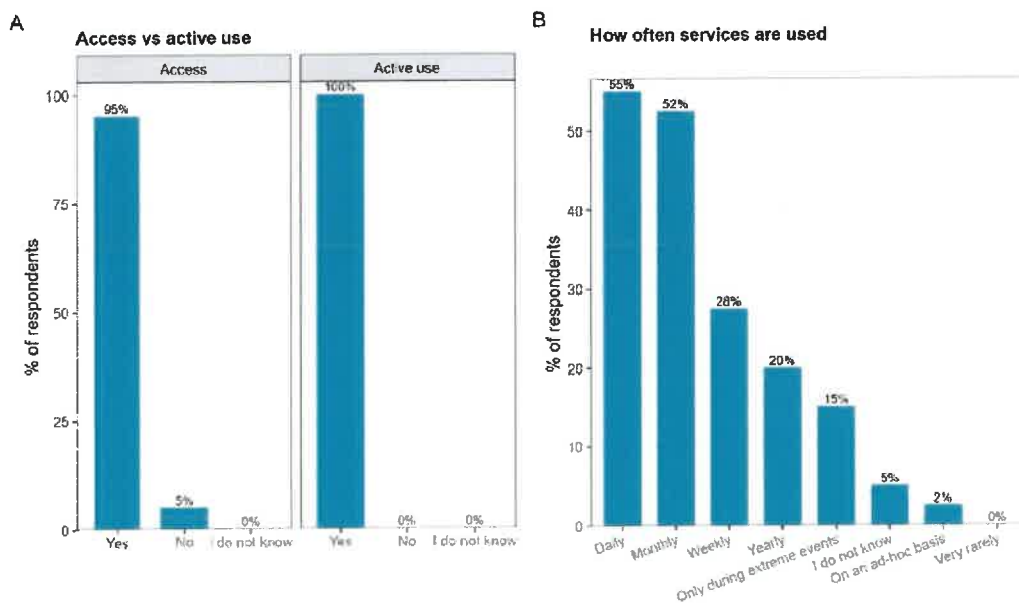 A
Access vs active use
Access
Active use
% of respondents
100
75
50
25
0
95%
5%
0%
100%
0%
0%
Yes
No
I do not know
Yes
No
I do not know
B
How often services are used
% of respondents
50
40
30
20
10
0
55%
52%
28%
20%
15%
5%
2%
0%
Daily
Monthly
Weekly
Yearly
Only during extreme events
I do not know
On an ad-hoc basis
Very rarely